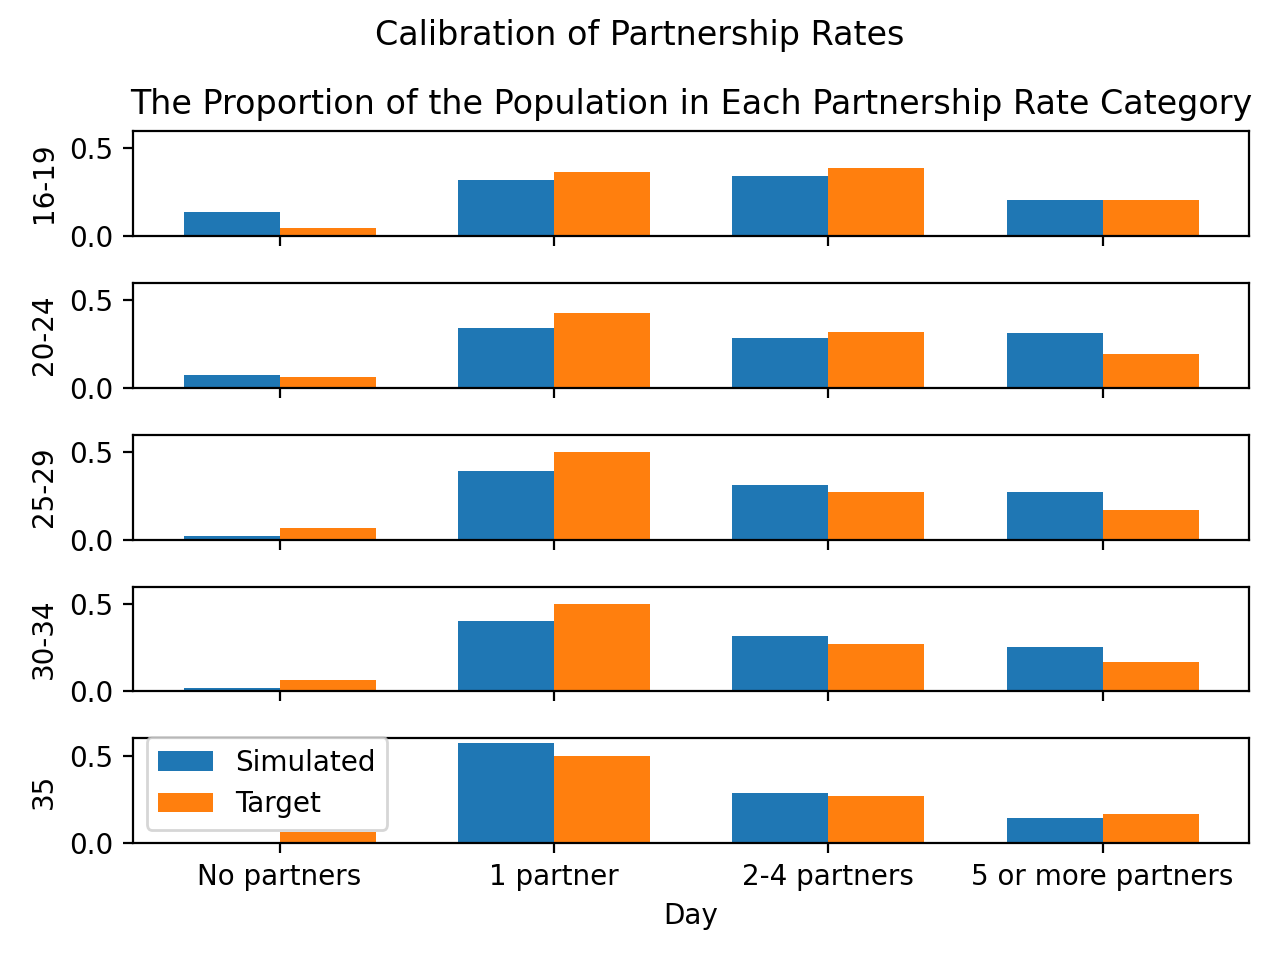 Calibration of Partnership Rates
The Proportion of the Population in Each Partnership Rate Category
16-19
0.5
0.0
20-24
0.5
0.0
25-29
0.5
0.0
30-34
0.5
0.0
35
0.5
0.0
Simulated
Target
No partners
1 partner
2-4 partners
5 or more partners
Day